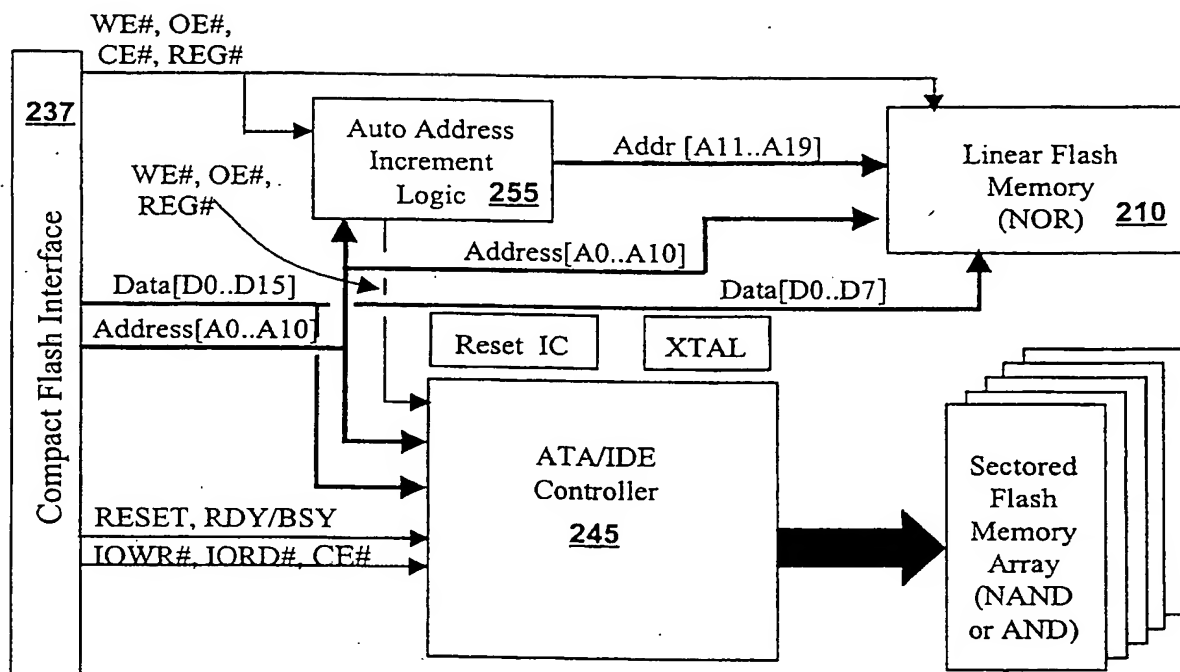 WE#, OE#,
CE#, REG#
237
Compact Flash Interface
Auto Address
Increment
Logic 255
Addr [A11..A19]
Linear Flash
Memory
(NOR) 210
WE#, OE#,
REG#
Address[A0..A10]
Data[D0..D15]
Data[D0..D7]
Address[A0..A10]
Reset IC
XTAL
ATA/IDE
Controller
245
RESET, RDY/BSY
IOWR#, IORD#, CE#
Sectored
Flash
Memory
Array
(NAND
or AND)